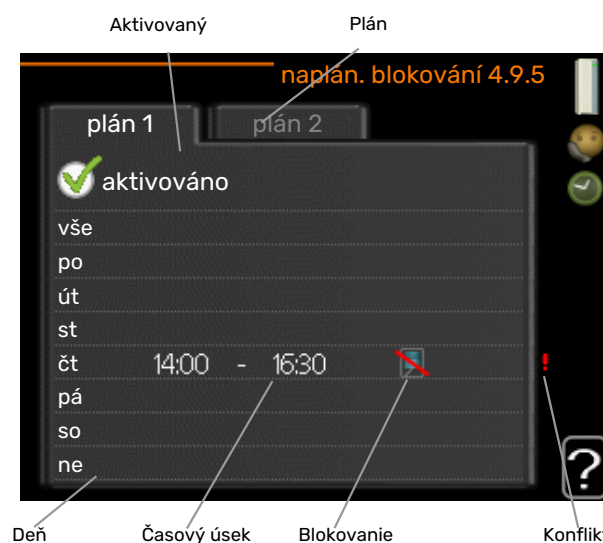 Aktivovaný Plán
naplán. blokování 4.9.5
plán 1 plán 2
aktivováno
vše
po
út
st
čt 14:00 - 16:30 !
pá
so
ne
?
Deň Časový úsek Blokovanie Konflikt